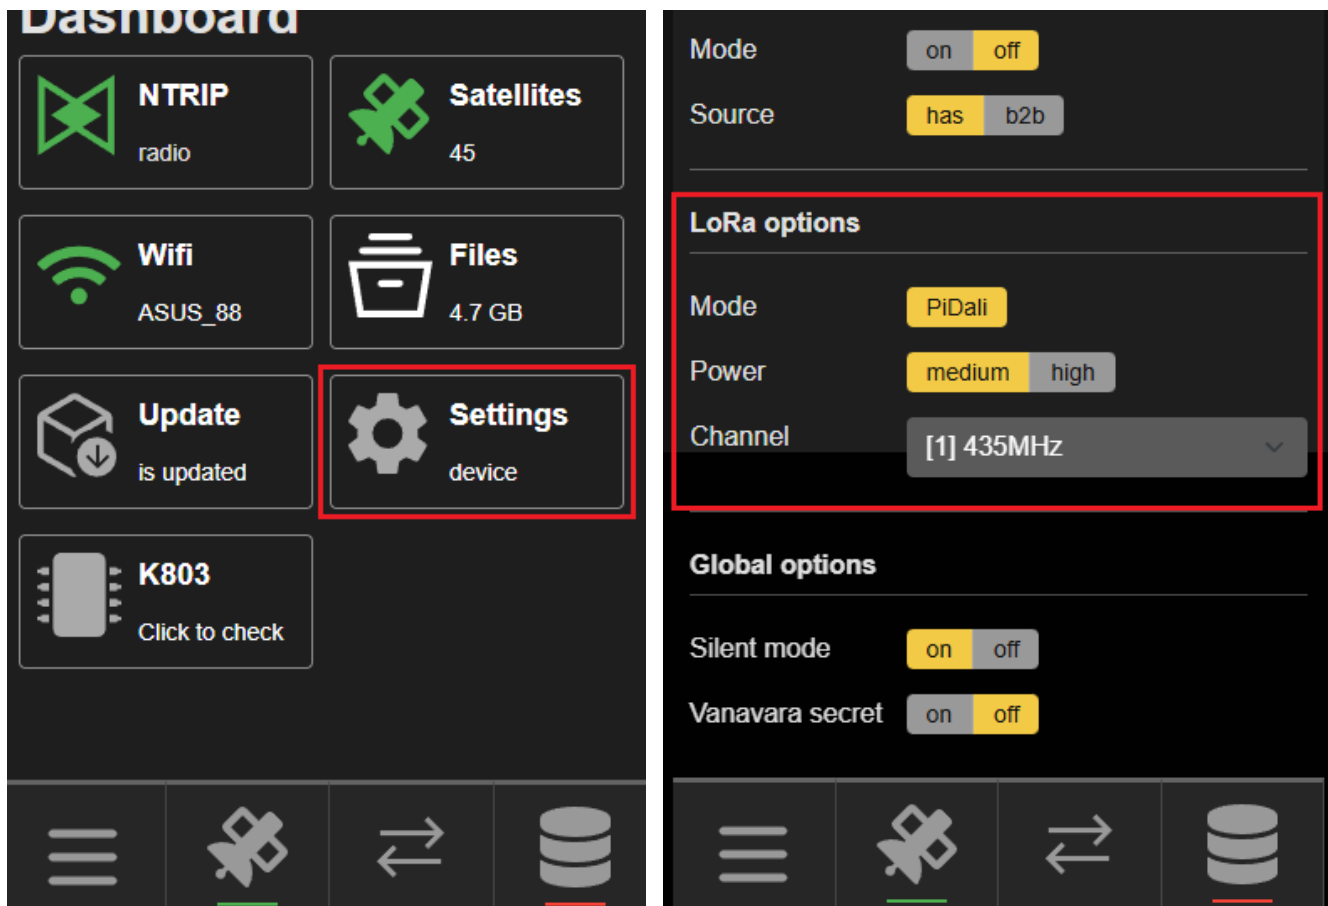 Dashboard
NTRIP
radio
Satellites
45
Wifi
ASUS_88
Files
4.7 GB
Update
is updated
Settings
device
K803
Click to check
Mode on off
Source has b2b
LoRa options
Mode PiDali
Power medium high
Channel [1] 435MHz
Global options
Silent mode on off
Vanavara secret on off